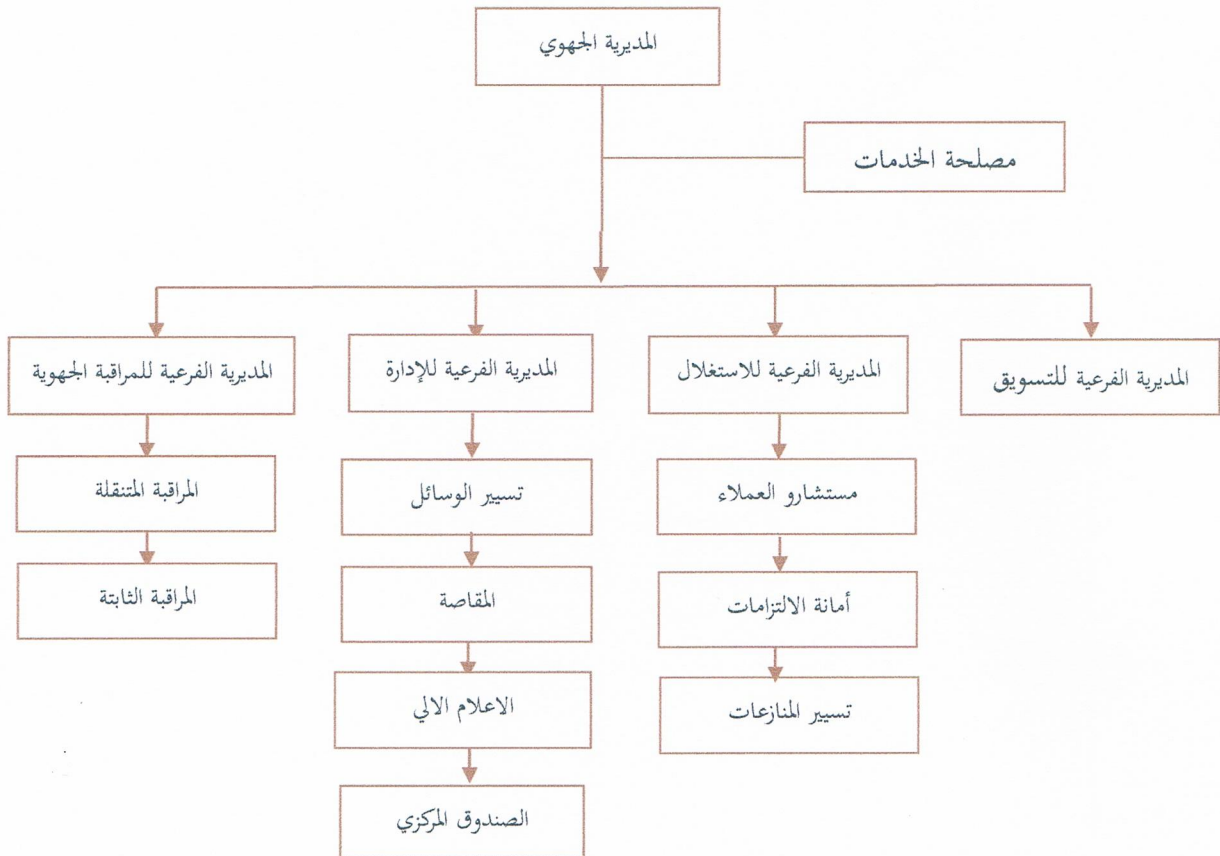 المديرية الجهوي
مصلحة الخدمات
المديرية الفرعية للتسويق
المديرية الفرعية للاستغلال
المديرية الفرعية للإدارة
المديرية الفرعية للمراقبة الجهوية
مستشارو العملاء
تسيير الوسائل
المراقبة المتنقلة
أمانة الالتزامات
المقاصة
المراقبة الثابتة
تسيير المنازعات
الاعلام الالي
الصندوق المركزي